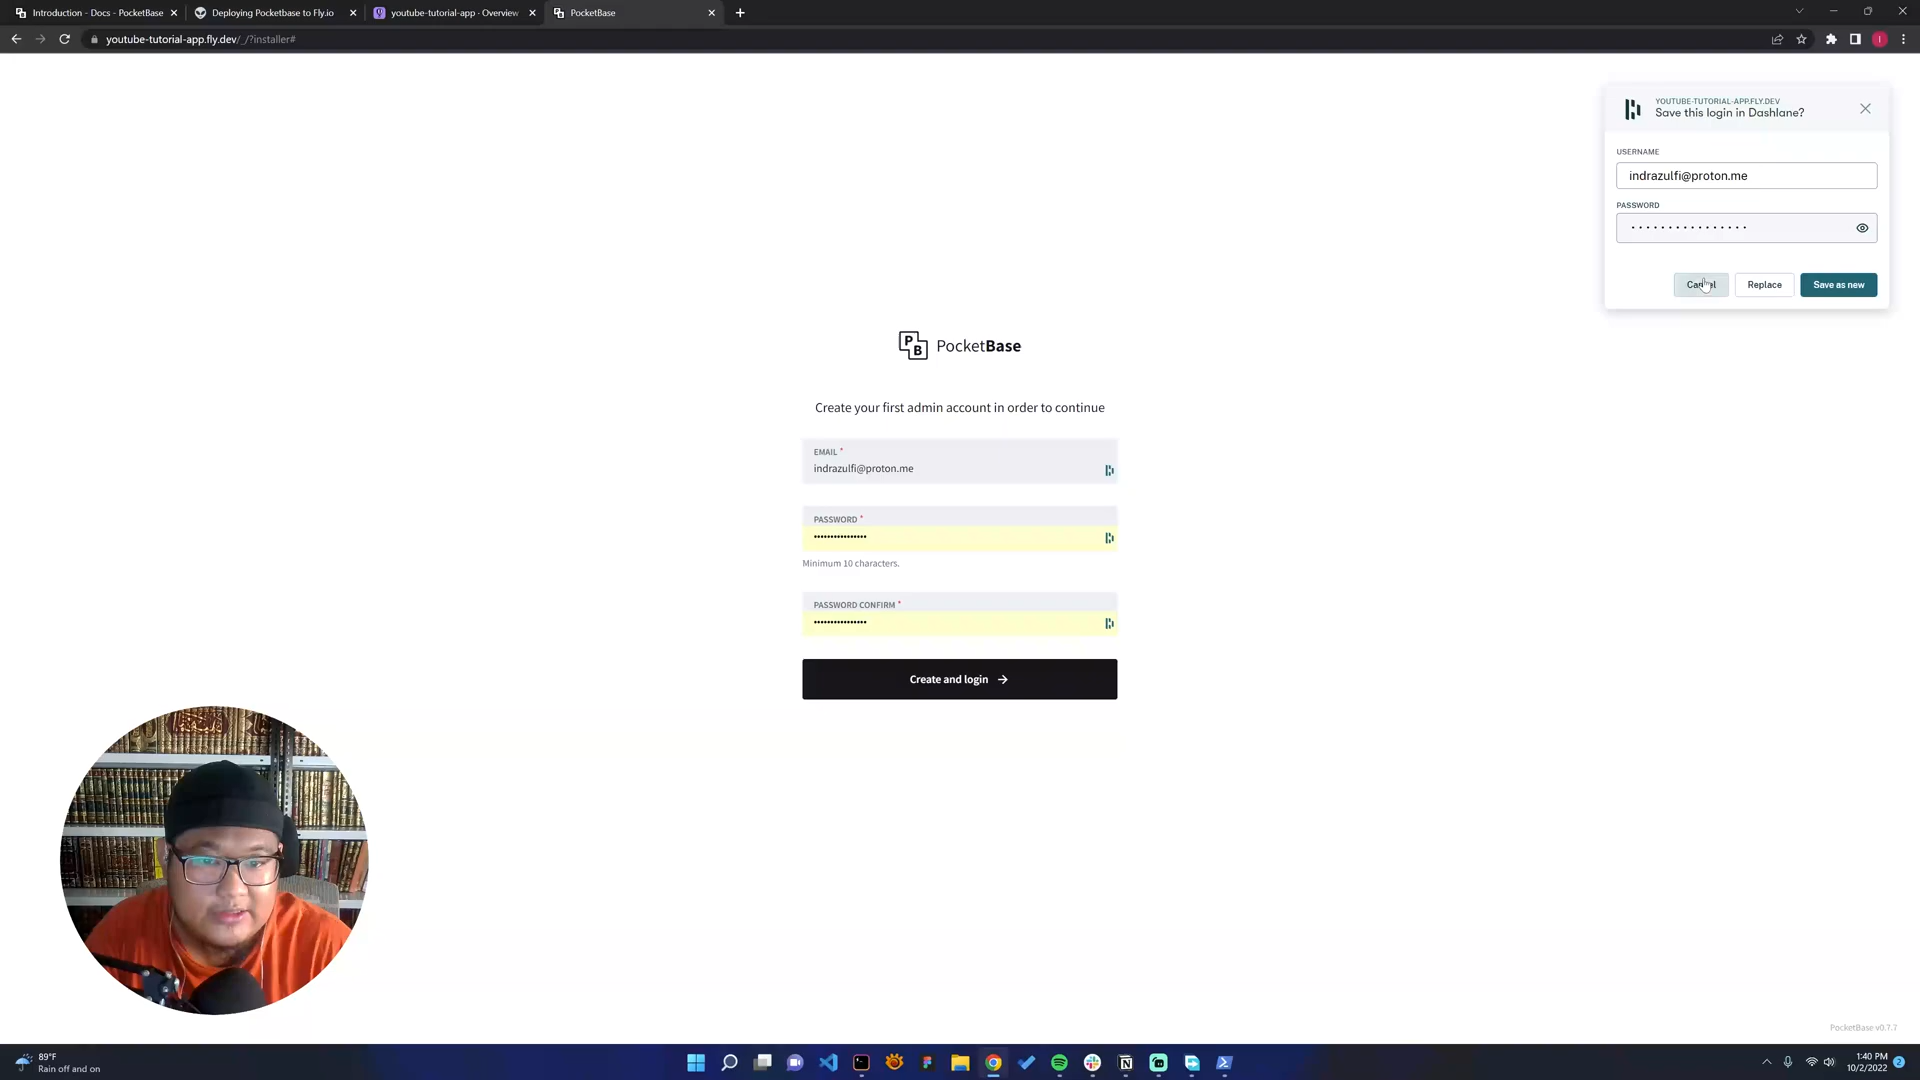 Introduction - Docs - PocketBase
Deploying Pocketbase to Fly.io
youtube-tutorial-app · Overview
PocketBase
youtube-tutorial-app.fly.dev/_/?installer#
YOUTUBE-TUTORIAL-APP.FLY.DEV
Save this login in Dashlane?
USERNAME
indrazulfi@proton.me
PASSWORD
Cancel
Replace
Save as new
PocketBase
Create your first admin account in order to continue
EMAIL *
indrazulfi@proton.me
PASSWORD *
Minimum 10 characters.
PASSWORD CONFIRM *
Create and login →
PocketBase v0.7.7
89°F
Rain off and on
1:40 PM
10/2/2022
2